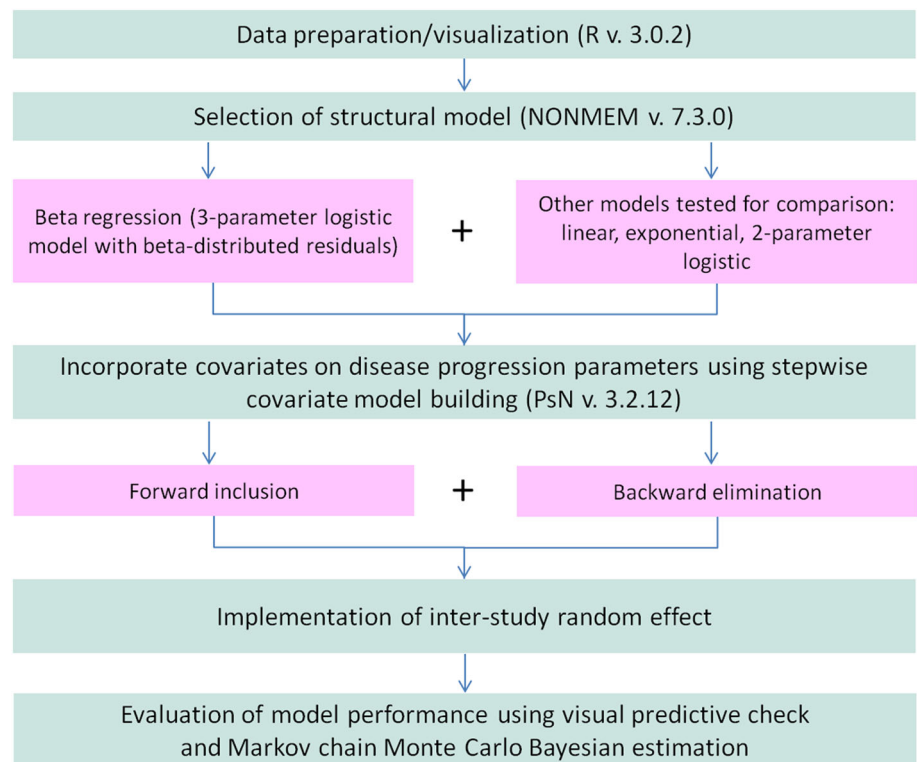 Data preparation/visualization (R v. 3.0.2)
Selection of structural model (NONMEM v. 7.3.0)
Beta regression (3-parameter logistic
model with beta-distributed residuals)
+
Other models tested for comparison:
linear, exponential, 2-parameter
logistic
Incorporate covariates on disease progression parameters using stepwise
covariate model building (PsN v. 3.2.12)
Forward inclusion
+
Backward elimination
Implementation of inter-study random effect
Evaluation of model performance using visual predictive check
and Markov chain Monte Carlo Bayesian estimation